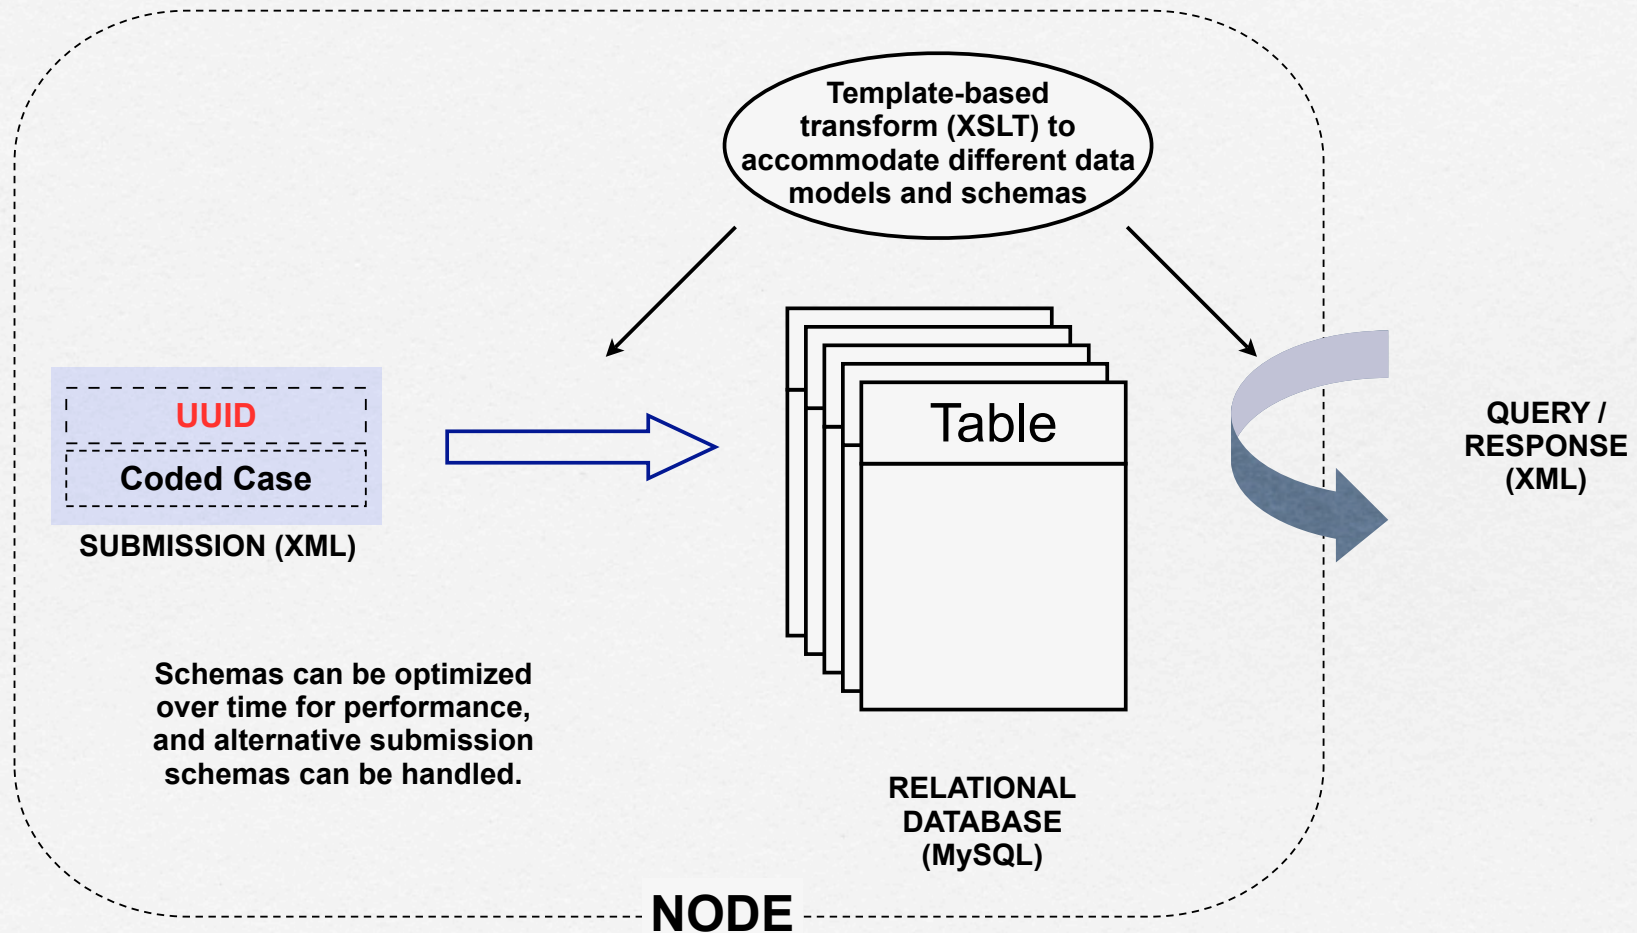 Template-based
transform (XSLT) to
accommodate different data
models and schemas
UUID
Coded Case
SUBMISSION (XML)
Table
QUERY /
RESPONSE
(XML)
Schemas can be optimized
over time for performance,
and alternative submission
schemas can be handled.
RELATIONAL
DATABASE
(MySQL)
NODE